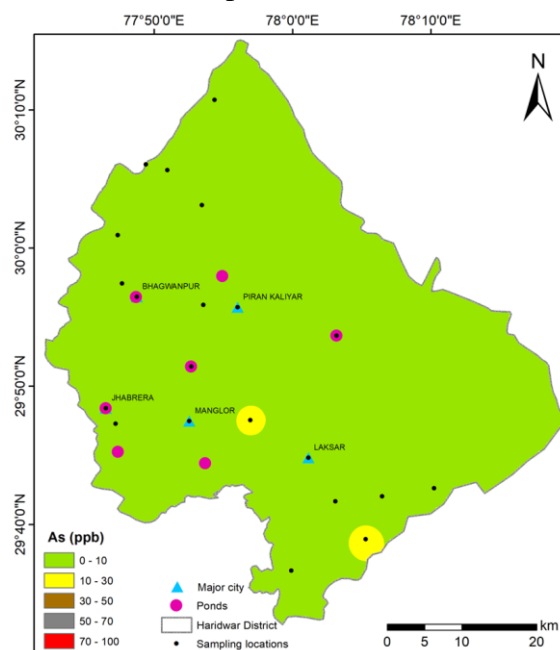 77°50'0"E 78°0'0"E 78°10'0"E
N
30°10'0"N
30°0'0"N
29°50'0"N
29°40'0"N
BHAGWANPUR
PIRAN KALIYAR
JHABRERA
MANGLOR
LAKSAR
As (ppb)
0 - 10
10 - 30
30 - 50
50 - 70
70 - 100
Major city
Ponds
Haridwar District
Sampling locations
km
0 5 10 20